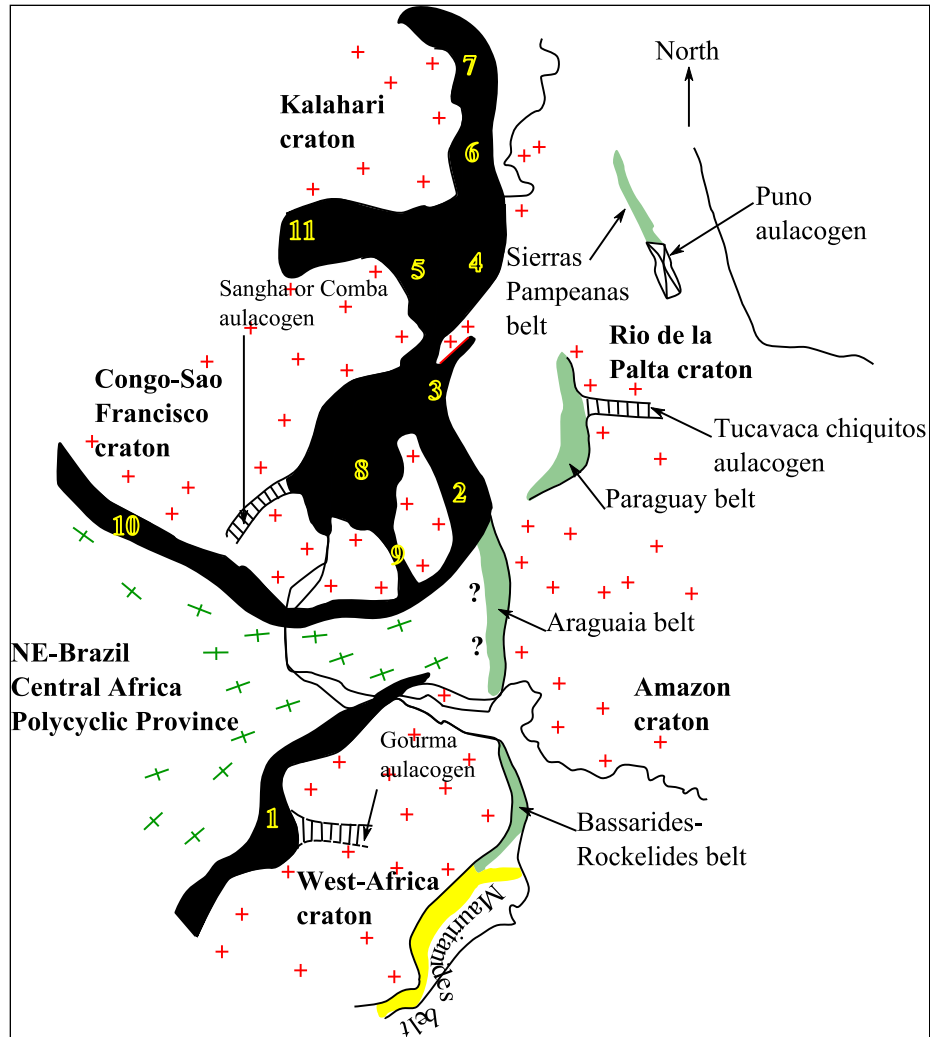 7
North
Kalahari
craton
6
Puno
aulacogen
11
5
4
Sierras
Pampeanas
belt
Sangha or Comba
aulacogen
Rio de la
Palta craton
Congo-Sao
Francisco
craton
3
Tucavaca chiquitos
aulacogen
8
2
Paraguay belt
10
9
?
Araguaia belt
?
NE-Brazil
Central Africa
Polycyclic Province
Amazon
craton
Gourma
aulacogen
1
Bassarides-
Rockelides belt
West-Africa
craton
Mauritanides belt